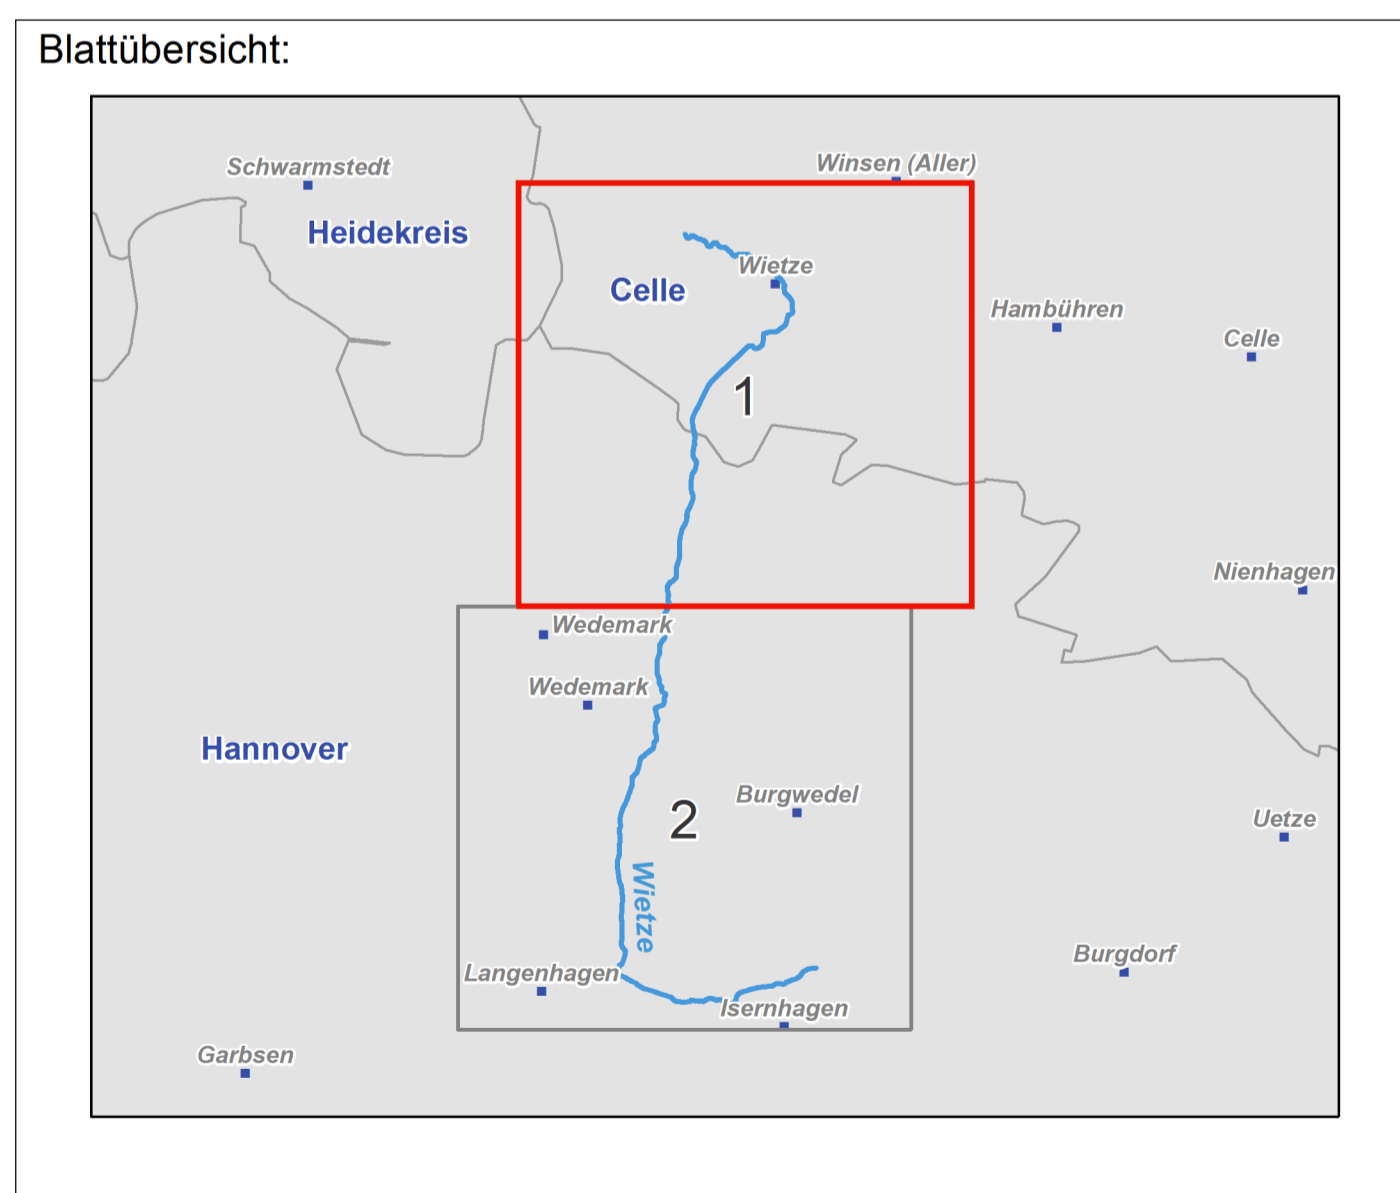 Blattübersicht:
Schwarmstedt
Winsen (Aller)
Heidekreis
Wietze
Celle
Hambühren
Celle
1
Nienhagen
Wedemark
Wedemark
Hannover
Burgwedel
2
Uetze
Wietze
Burgdorf
Langenhagen
Isernhagen
Garbsen